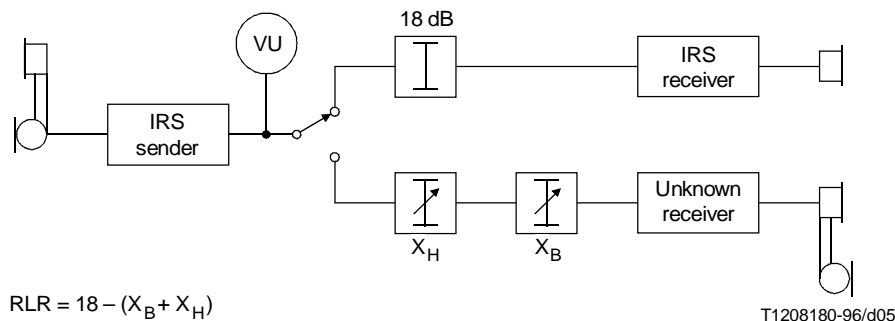 18 dB
VU
IRS
sender
IRS
receiver
Unknown
receiver
X_H
X_B
RLR = 18 – (X_B + X_H)
T1208180-96/d05